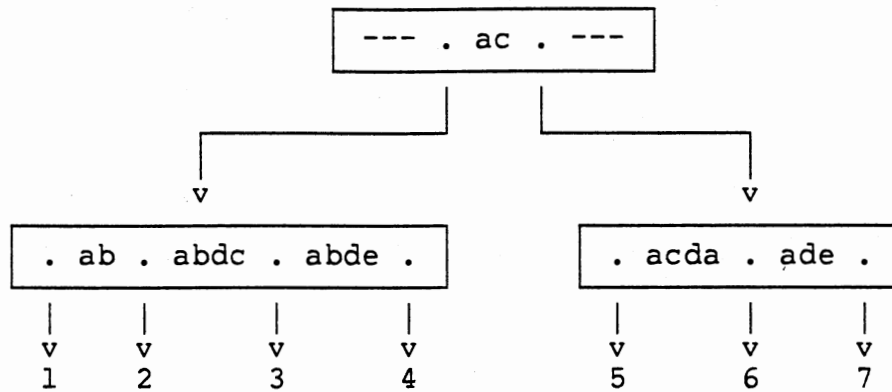 --- . ac . ---
v v
. ab . abdc . abde . . acda . ade .
v v v v v v v
1 2 3 4 5 6 7